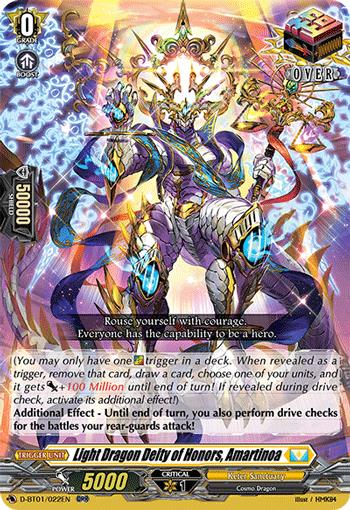 0
GRADE
BOOST
OVER
50000
SHIELD
Rouse yourself with courage.
Everyone has the capability to be a hero.
(You may only have one trigger in a deck. When revealed as a
trigger, remove that card, draw a card, choose one of your units, and
it gets +100 Million until end of turn! If revealed during drive
check, activate its additional effect!)
Additional Effect - Until end of turn, you also perform drive checks
for the battles your rear-guards attack!
TRIGGER UNIT
Light Dragon Deity of Honors, Amartinoa
POWER 5000
CRITICAL
1
Keter Sanctuary
Cosmo Dragon
D-BT01/022EN
Illust / HMK84